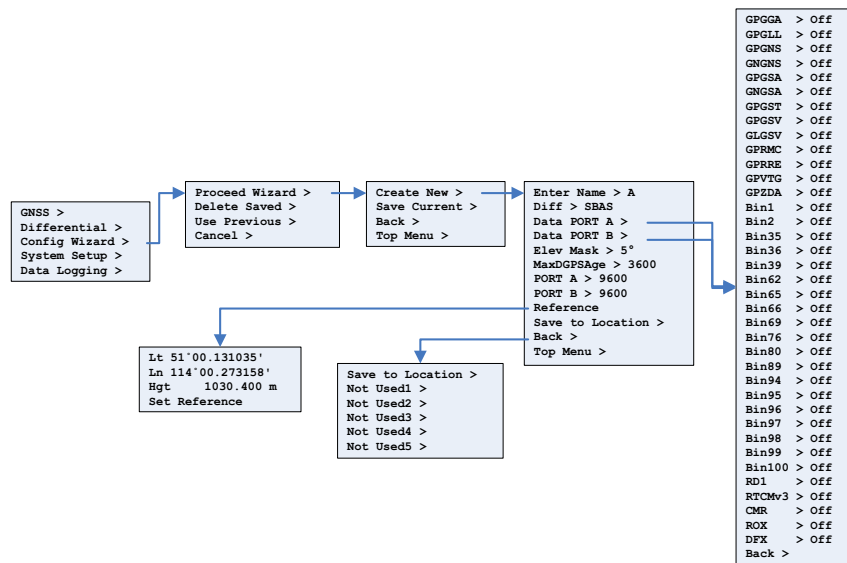 GNSS >
Differential >
Config Wizard >
System Setup >
Data Logging >
Proceed Wizard >
Delete Saved >
Use Previous >
Cancel >
Create New >
Save Current >
Back >
Top Menu >
Enter Name > A
Diff > SBAS
Data PORT A >
Data PORT B >
Elev Mask > 5°
MaxDGPSAge > 3600
PORT A > 9600
PORT B > 9600
Reference
Save to Location >
Back >
Top Menu >
Lt 51°00.131035'
Ln 114°00.273158'
Hgt 1030.400 m
Set Reference
Save to Location >
Not Used1 >
Not Used2 >
Not Used3 >
Not Used4 >
Not Used5 >
GPGGA > Off
GPGLL > Off
GPGNS > Off
GNGNS > Off
GPGSA > Off
GNGSA > Off
GPGST > Off
GPGSV > Off
GLGSV > Off
GPRMC > Off
GPRRE > Off
GPVTG > Off
GPZDA > Off
Bin1 > Off
Bin2 > Off
Bin35 > Off
Bin36 > Off
Bin39 > Off
Bin62 > Off
Bin65 > Off
Bin66 > Off
Bin69 > Off
Bin76 > Off
Bin80 > Off
Bin89 > Off
Bin94 > Off
Bin95 > Off
Bin96 > Off
Bin97 > Off
Bin98 > Off
Bin99 > Off
Bin100 > Off
RD1 > Off
RTCMv3 > Off
CMR > Off
ROX > Off
DFX > Off
Back >